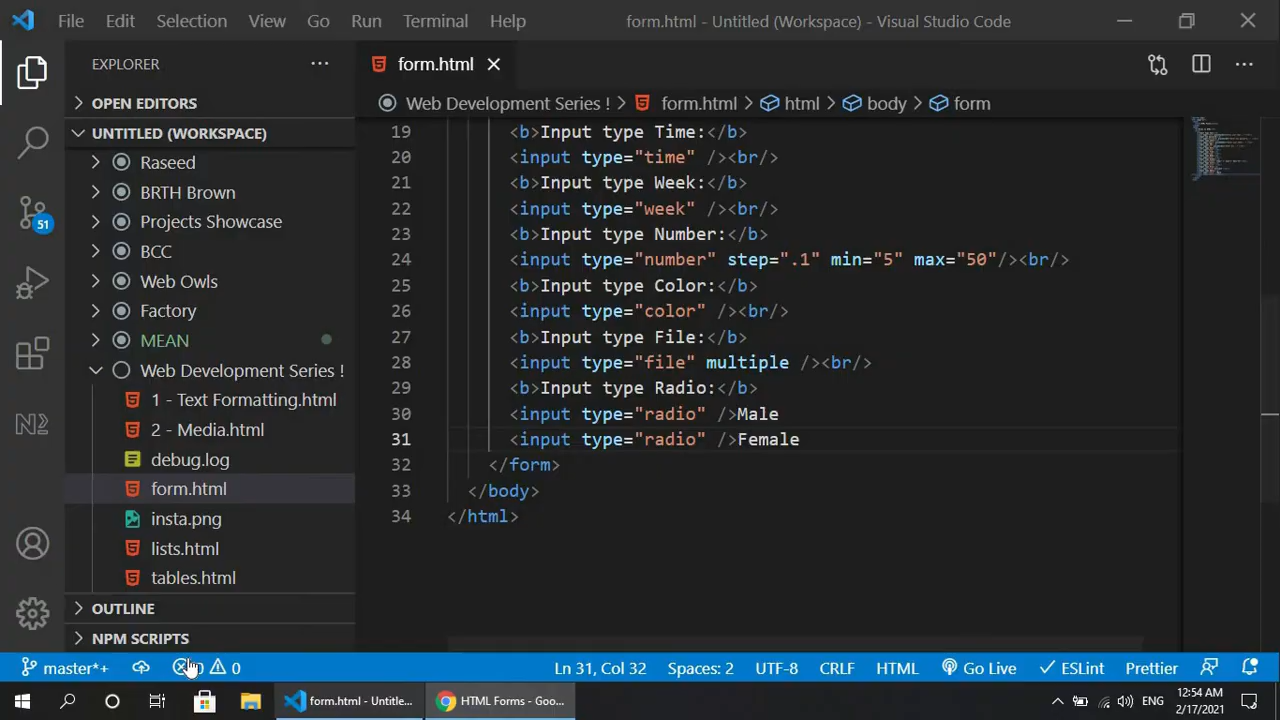 File Edit Selection View Go Run Terminal Help form.html - Untitled (Workspace) - Visual Studio Code
EXPLORER
form.html
OPEN EDITORS
Web Development Series ! form.html html body form
UNTITLED (WORKSPACE)
Raseed
BRTH Brown
Projects Showcase
51
BCC
Web Owls
Factory
MEAN
Web Development Series !
1 - Text Formatting.html
2 - Media.html
debug.log
form.html
insta.png
lists.html
tables.html
OUTLINE
NPM SCRIPTS
19 <b>Input type Time:</b>
20 <input type="time" /><br/>
21 <b>Input type Week:</b>
22 <input type="week" /><br/>
23 <b>Input type Number:</b>
24 <input type="number" step=".1" min="5" max="50"/><br/>
25 <b>Input type Color:</b>
26 <input type="color" /><br/>
27 <b>Input type File:</b>
28 <input type="file" multiple /><br/>
29 <b>Input type Radio:</b>
30 <input type="radio" />Male
31 <input type="radio" />Female
32 </form>
33 </body>
34 </html>
master*+ 0 Ln 31, Col 32 Spaces: 2 UTF-8 CRLF HTML Go Live ESLint Prettier
form.html - Untitle... HTML Forms - Goo... ENG 12:54 AM
2/17/2021